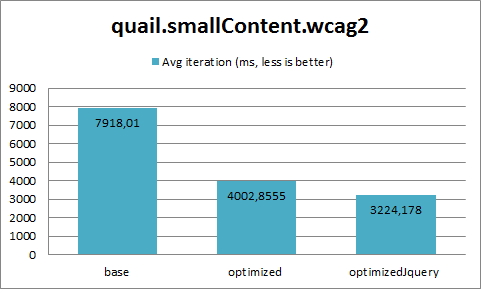 quail.smallContent.wcag2
Avg iteration (ms, less is better)
9000
8000
7000
6000
5000
4000
3000
2000
1000
0
7918,01
4002,8555
3224,178
base
optimized
optimizedJquery